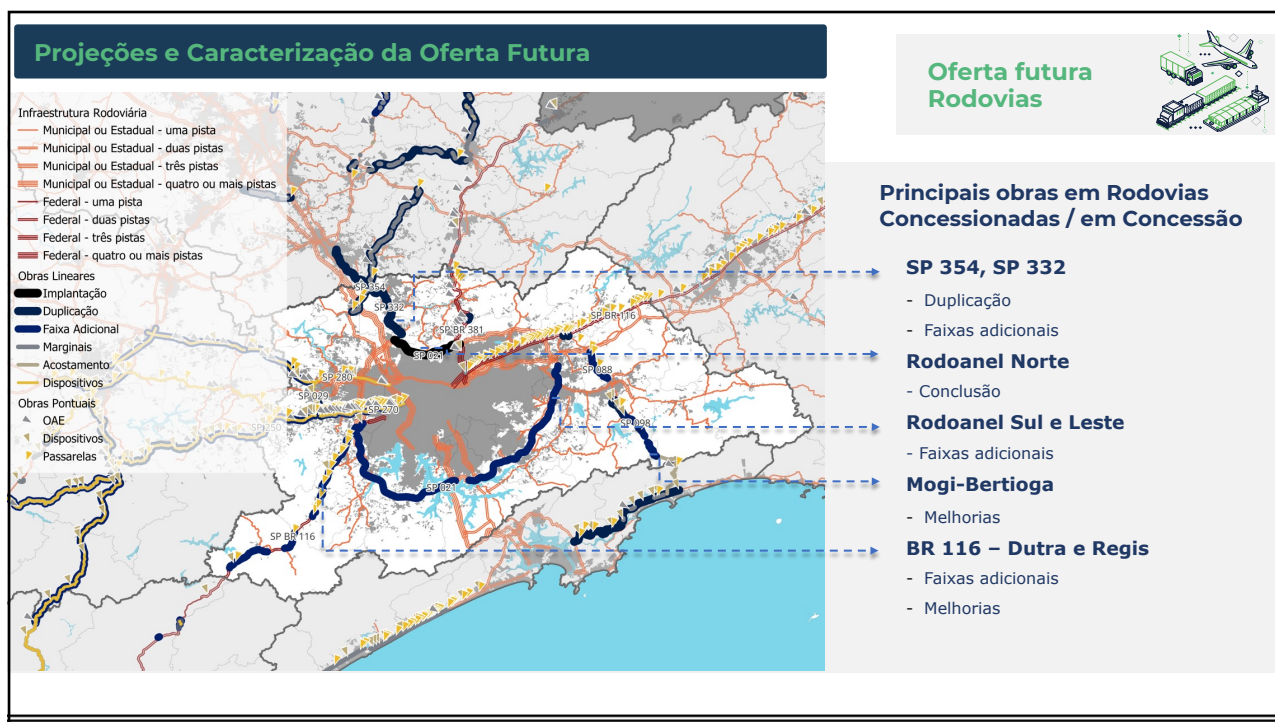 Projeções e Caracterização da Oferta Futura
Oferta futura
Rodovias
Infraestrutura Rodoviária
Municipal ou Estadual - uma pista
Municipal ou Estadual - duas pistas
Municipal ou Estadual - três pistas
Municipal ou Estadual - quatro ou mais pistas
Federal - uma pista
Federal - duas pistas
Federal - três pistas
Federal - quatro ou mais pistas
Obras Lineares
Implantação
Duplicação
Faixa Adicional
Marginais
Acostamento
Dispositivos
Obras Pontuais
OAE
Dispositivos
Passarelas
SP 354
SP 332
SP BR 381
SP BR 116
SP 021
SP 088
SP 280
SP 029
SP 270
SP 250
SP 098
SP 021
SP BR 116
Principais obras em Rodovias
Concessionadas / em Concessão
SP 354, SP 332
- Duplicação
- Faixas adicionais
Rodoanel Norte
- Conclusão
Rodoanel Sul e Leste
- Faixas adicionais
Mogi-Bertioga
- Melhorias
BR 116 – Dutra e Regis
- Faixas adicionais
- Melhorias